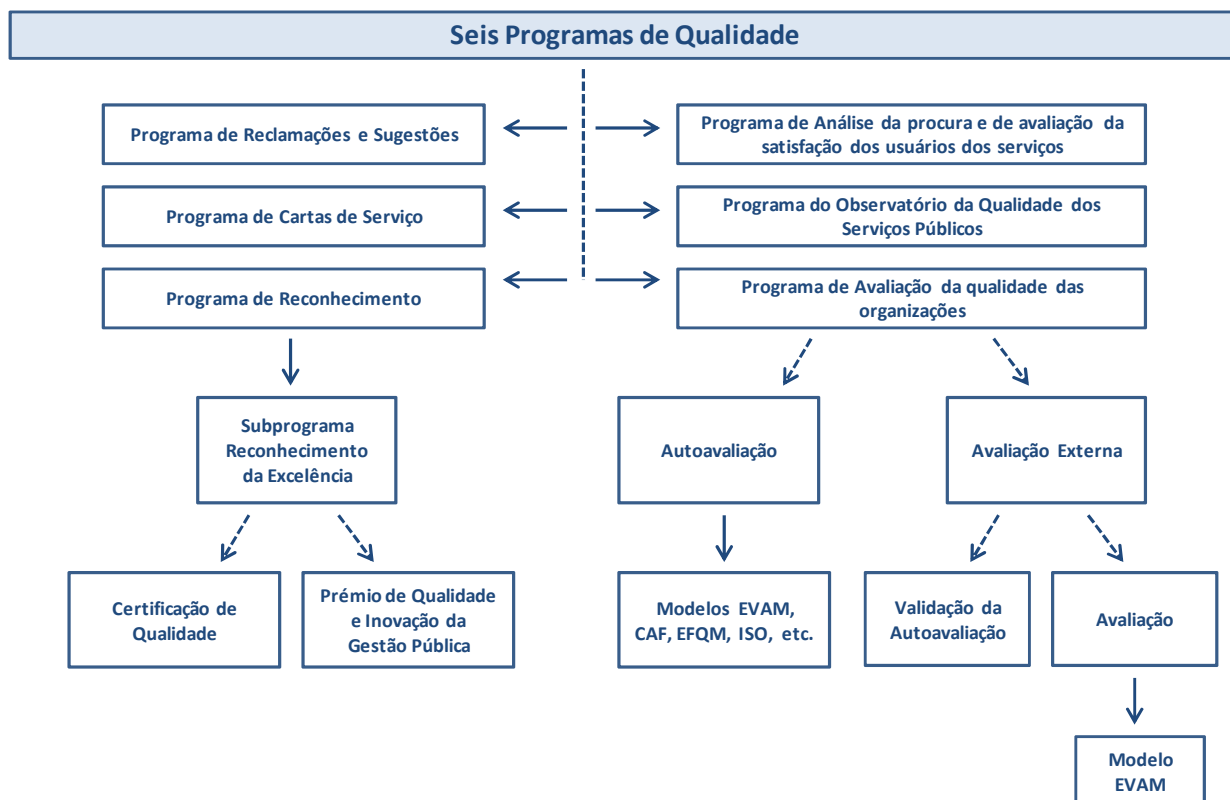 Seis Programas de Qualidade
Programa de Reclamações e Sugestões
Programa de Análise da procura e de avaliação da
satisfação dos usuários dos serviços
Programa de Cartas de Serviço
Programa do Observatório da Qualidade dos
Serviços Públicos
Programa de Reconhecimento
Programa de Avaliação da qualidade das
organizações
Subprograma
Reconhecimento
da Excelência
Autoavaliação
Avaliação Externa
Certificação de
Qualidade
Prémio de Qualidade
e Inovação da
Gestão Pública
Modelos EVAM,
CAF, EFQM, ISO, etc.
Validação da
Autoavaliação
Avaliação
Modelo
EVAM